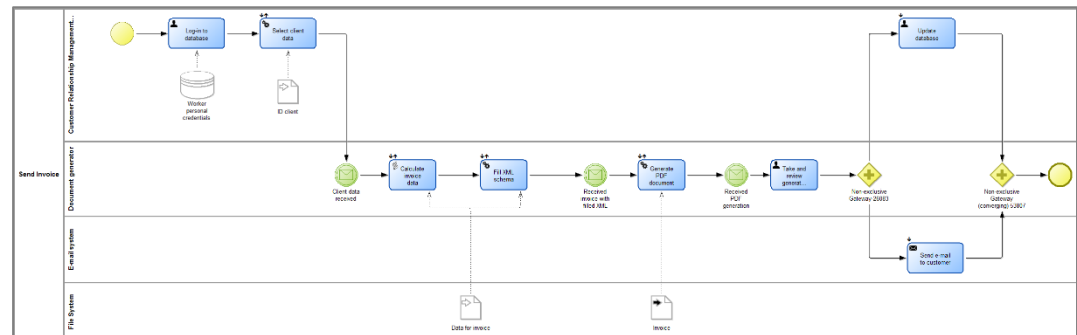 Send Invoice
Customer Relationship Management...
Log-in to
database
Select client
data
Worker
personal
credentials
ID client
Update
database
Document generator
Client data
received
Calculate
invoice
data
Fill XML
schema
Received
invoice with
filled XML
Generate
PDF
document
Received
PDF
generation
Take and
review
generat...
Non-exclusive
Gateway
Non-exclusive
Gateway
(converging)
E-mail system
Send e-mail
to customer
File System
Data for invoice
Invoice